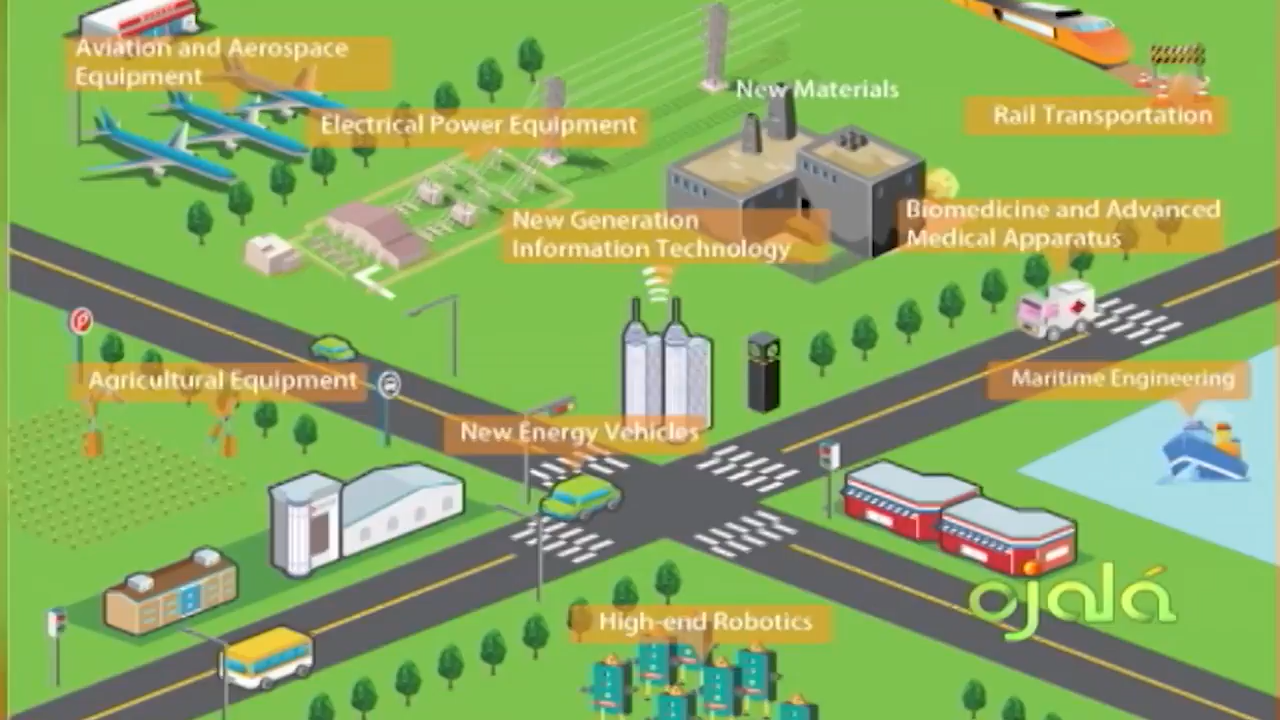 Aviation and Aerospace
Equipment
Electrical Power Equipment
New Materials
Rail Transportation
New Generation
Information Technology
Biomedicine and Advanced
Medical Apparatus
Agricultural Equipment
Maritime Engineering
New Energy Vehicles
High-end Robotics
ojalá